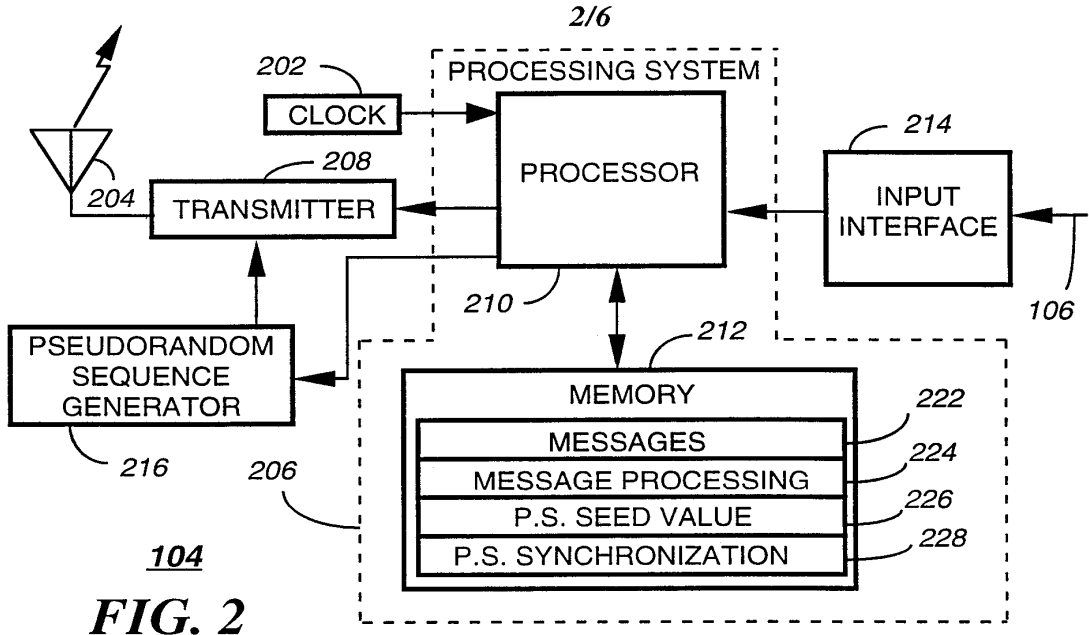 2/6
PROCESSING SYSTEM
202
CLOCK
PROCESSOR
214
INPUT
INTERFACE
204
208
TRANSMITTER
210
106
PSEUDORANDOM
SEQUENCE
GENERATOR
216
212
MEMORY
MESSAGES
222
MESSAGE PROCESSING
224
P.S. SEED VALUE
226
P.S. SYNCHRONIZATION
228
206
104
FIG. 2